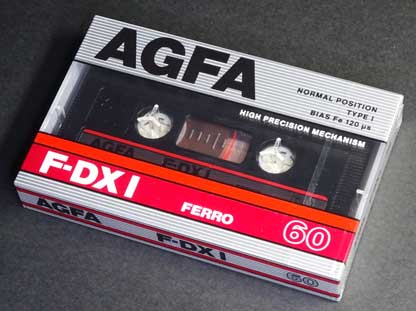 AGFA
NORMAL POSITION
TYPE I
BIAS Fe 120 µs
HIGH PRECISION MECHANISM
AGFA F-DX I
F-DX I
FERRO
60
AGFA
F-DX I
60